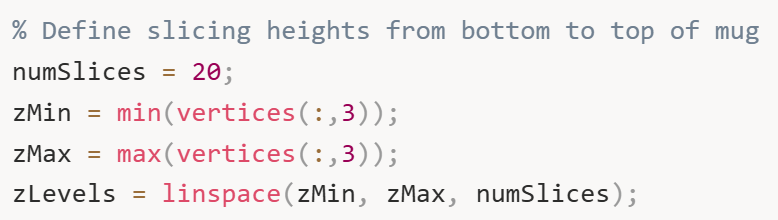 % Define slicing heights from bottom to top of mug
numSlices = 20;
zMin = min(vertices(:,3));
zMax = max(vertices(:,3));
zLevels = linspace(zMin, zMax, numSlices);